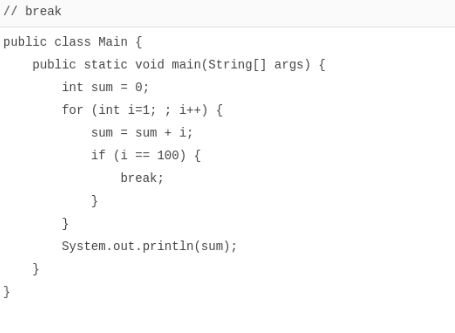 // break
public class Main {
    public static void main(String[] args) {
        int sum = 0;
        for (int i=1; ; i++) {
            sum = sum + i;
            if (i == 100) {
                break;
            }
        }
        System.out.println(sum);
    }
}